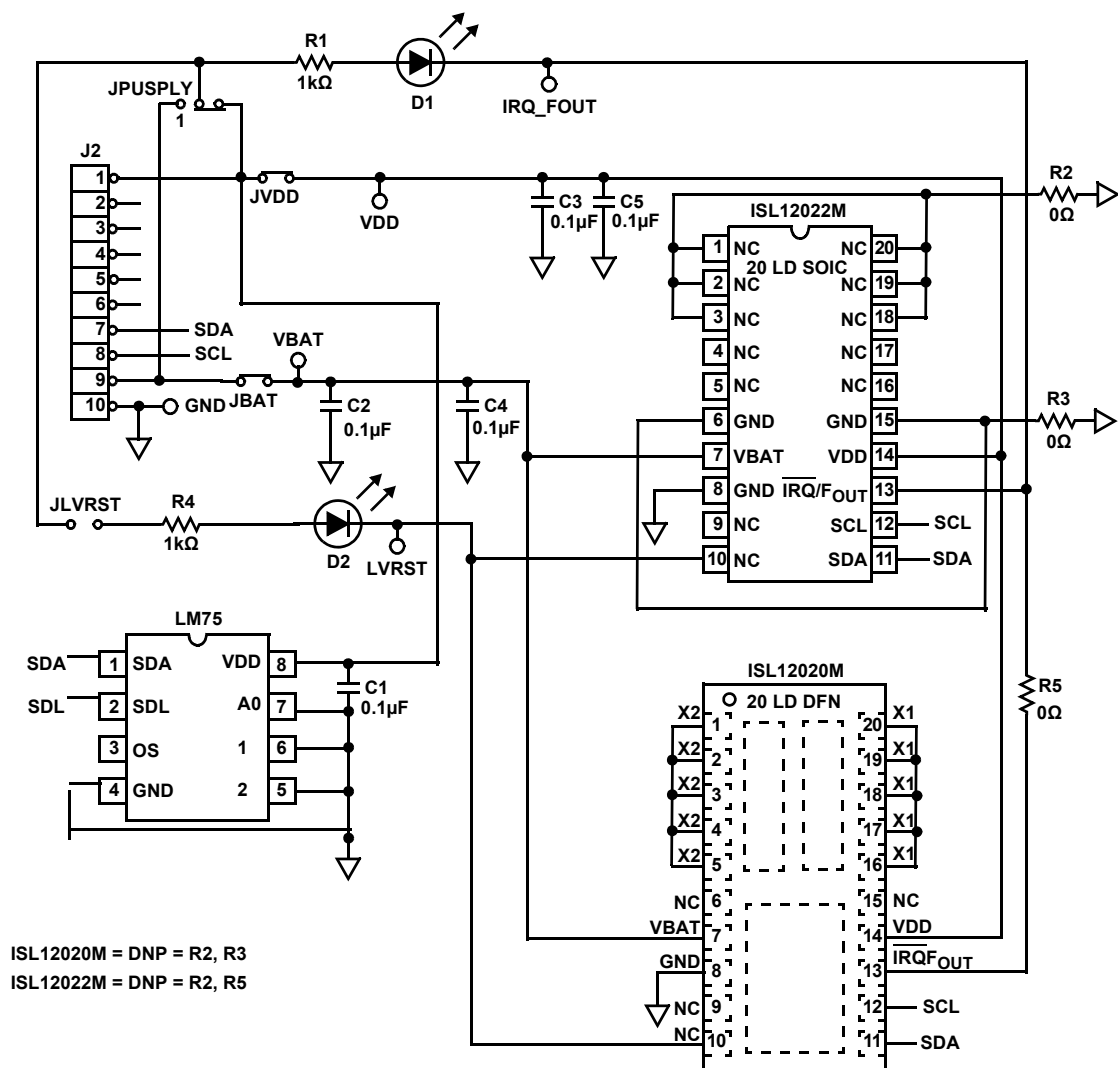 R1
1kΩ
D1
IRQ_FOUT
JPUSPLY
1
J2
1
2
3
4
5
6
7
8
9
10
SDA
SCL
GND
JVDD
VDD
C3
0.1µF
C5
0.1µF
R2
0Ω
VBAT
JBAT
C2
0.1µF
C4
0.1µF
ISL12022M
20 LD SOIC
1 NC NC 20
2 NC NC 19
3 NC NC 18
4 NC NC 17
5 NC NC 16
6 GND GND 15
7 VBAT VDD 14
8 GND IRQ/FOUT 13
9 NC SCL 12 SCL
10 NC SDA 11 SDA
R3
0Ω
JLVRST
R4
1kΩ
D2
LVRST
LM75
SDA 1 SDA VDD 8
SDL 2 SDL A0 7
3 OS 1 6
4 GND 2 5
C1
0.1µF
R5
0Ω
ISL12020M
20 LD DFN
X2 1 20 X1
X2 2 19 X1
X2 3 18 X1
X2 4 17 X1
X2 5 16 X1
NC 6 15 NC
VBAT 7 14 VDD
GND 8 13 IRQFOUT
NC 9 12 SCL
NC 10 11 SDA
ISL12020M = DNP = R2, R3
ISL12022M = DNP = R2, R5